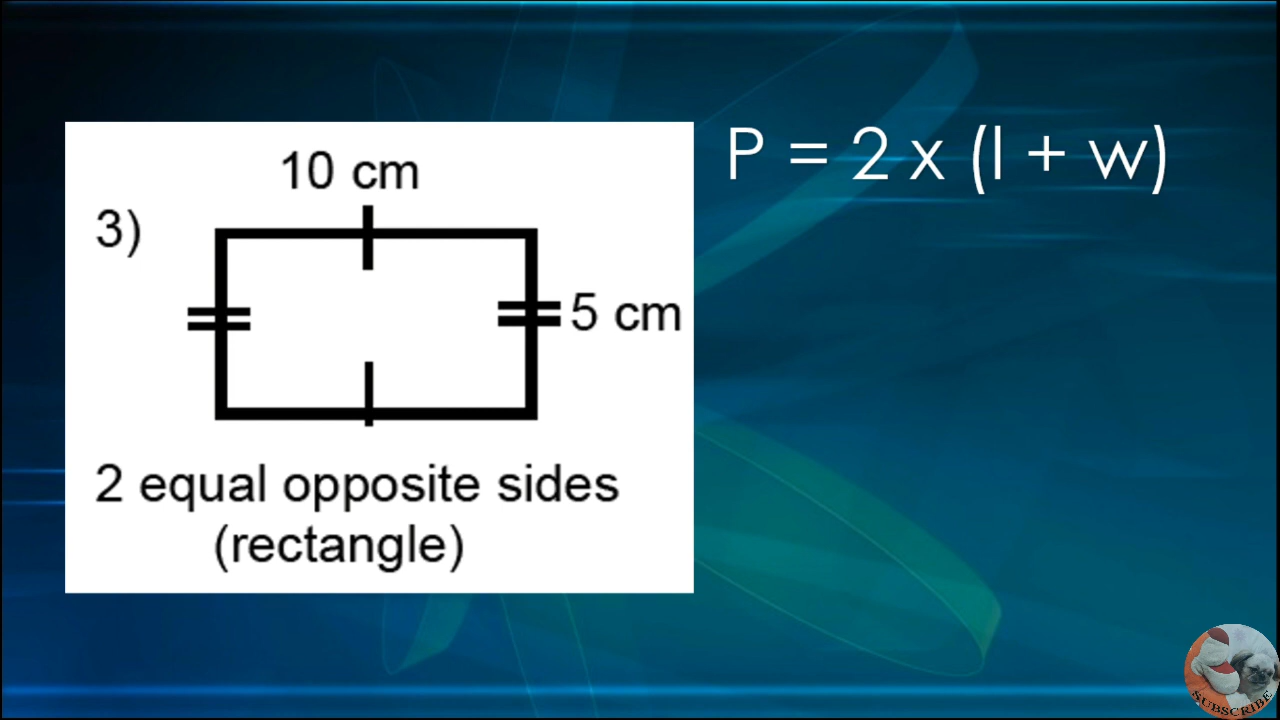 10 cm
3)
5 cm
2 equal opposite sides
(rectangle)
P = 2 x (l + w)
SUBSCRIBE